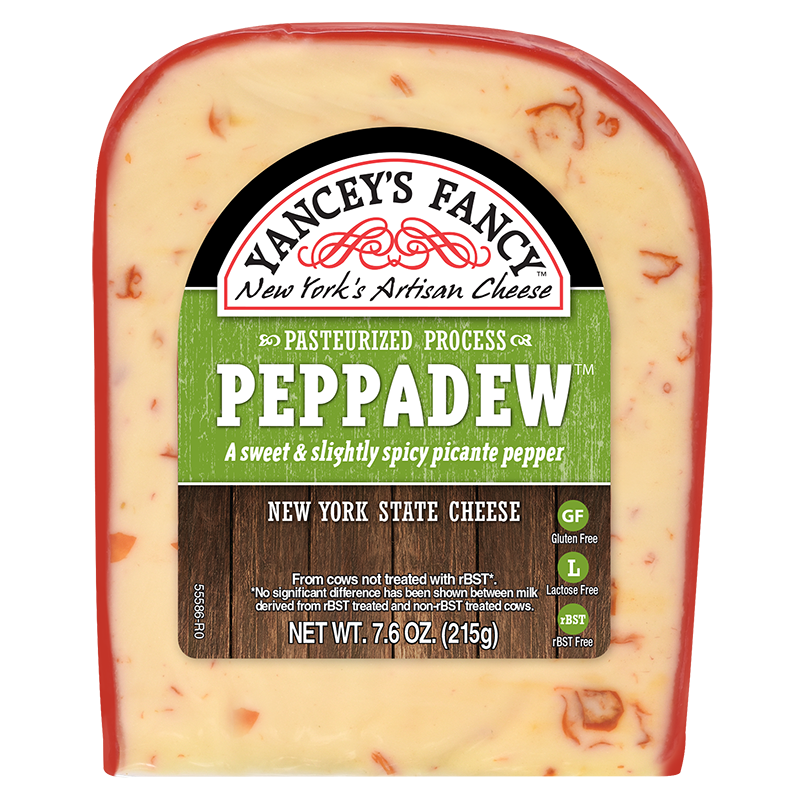 YANCEY'S FANCY™
New York's Artisan Cheese
PASTEURIZED PROCESS
PEPPADEW™
A sweet & slightly spicy picante pepper
NEW YORK STATE CHEESE
GF
Gluten Free
L
Lactose Free
rBST
rBST Free
From cows not treated with rBST*.
*No significant difference has been shown between milk
derived from rBST treated and non-rBST treated cows.
NET WT. 7.6 OZ. (215g)
55586-R0